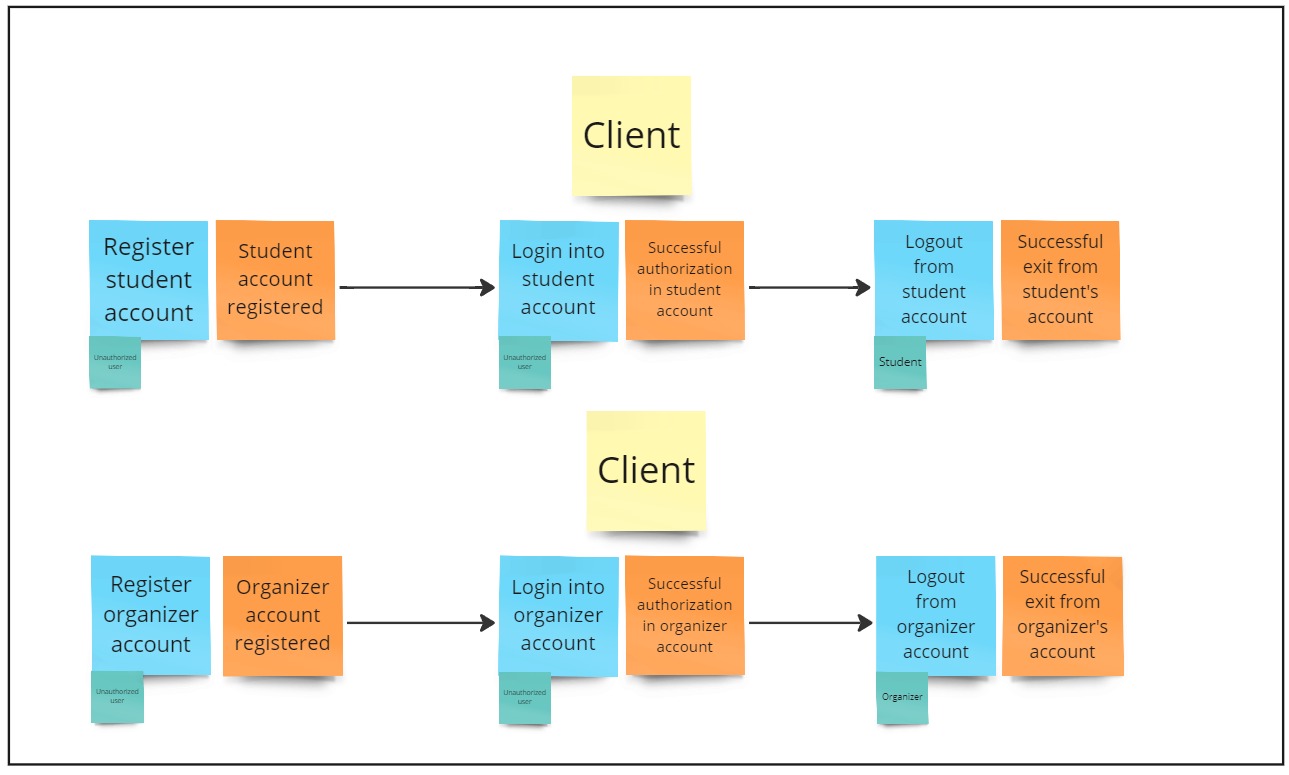 Client
Register
student
account
Student
account
registered
Login into
student
account
Successful
authorization
in student
account
Logout
from
student
account
Successful
exit from
student's
account
Unauthorized
user
Unauthorized
user
Student
Client
Register
organizer
account
Organizer
account
registered
Login into
organizer
account
Successful
authorization
in organizer
account
Logout
from
organizer
account
Successful
exit from
organizer's
account
Unauthorized
user
Unauthorized
user
Organizer